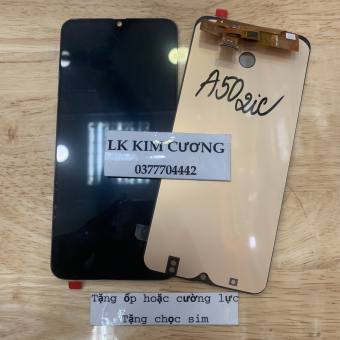 A50 2ic
LK KIM CƯƠNG
0377704442
Tặng ốp hoặc cường lực
Tặng chọc sim